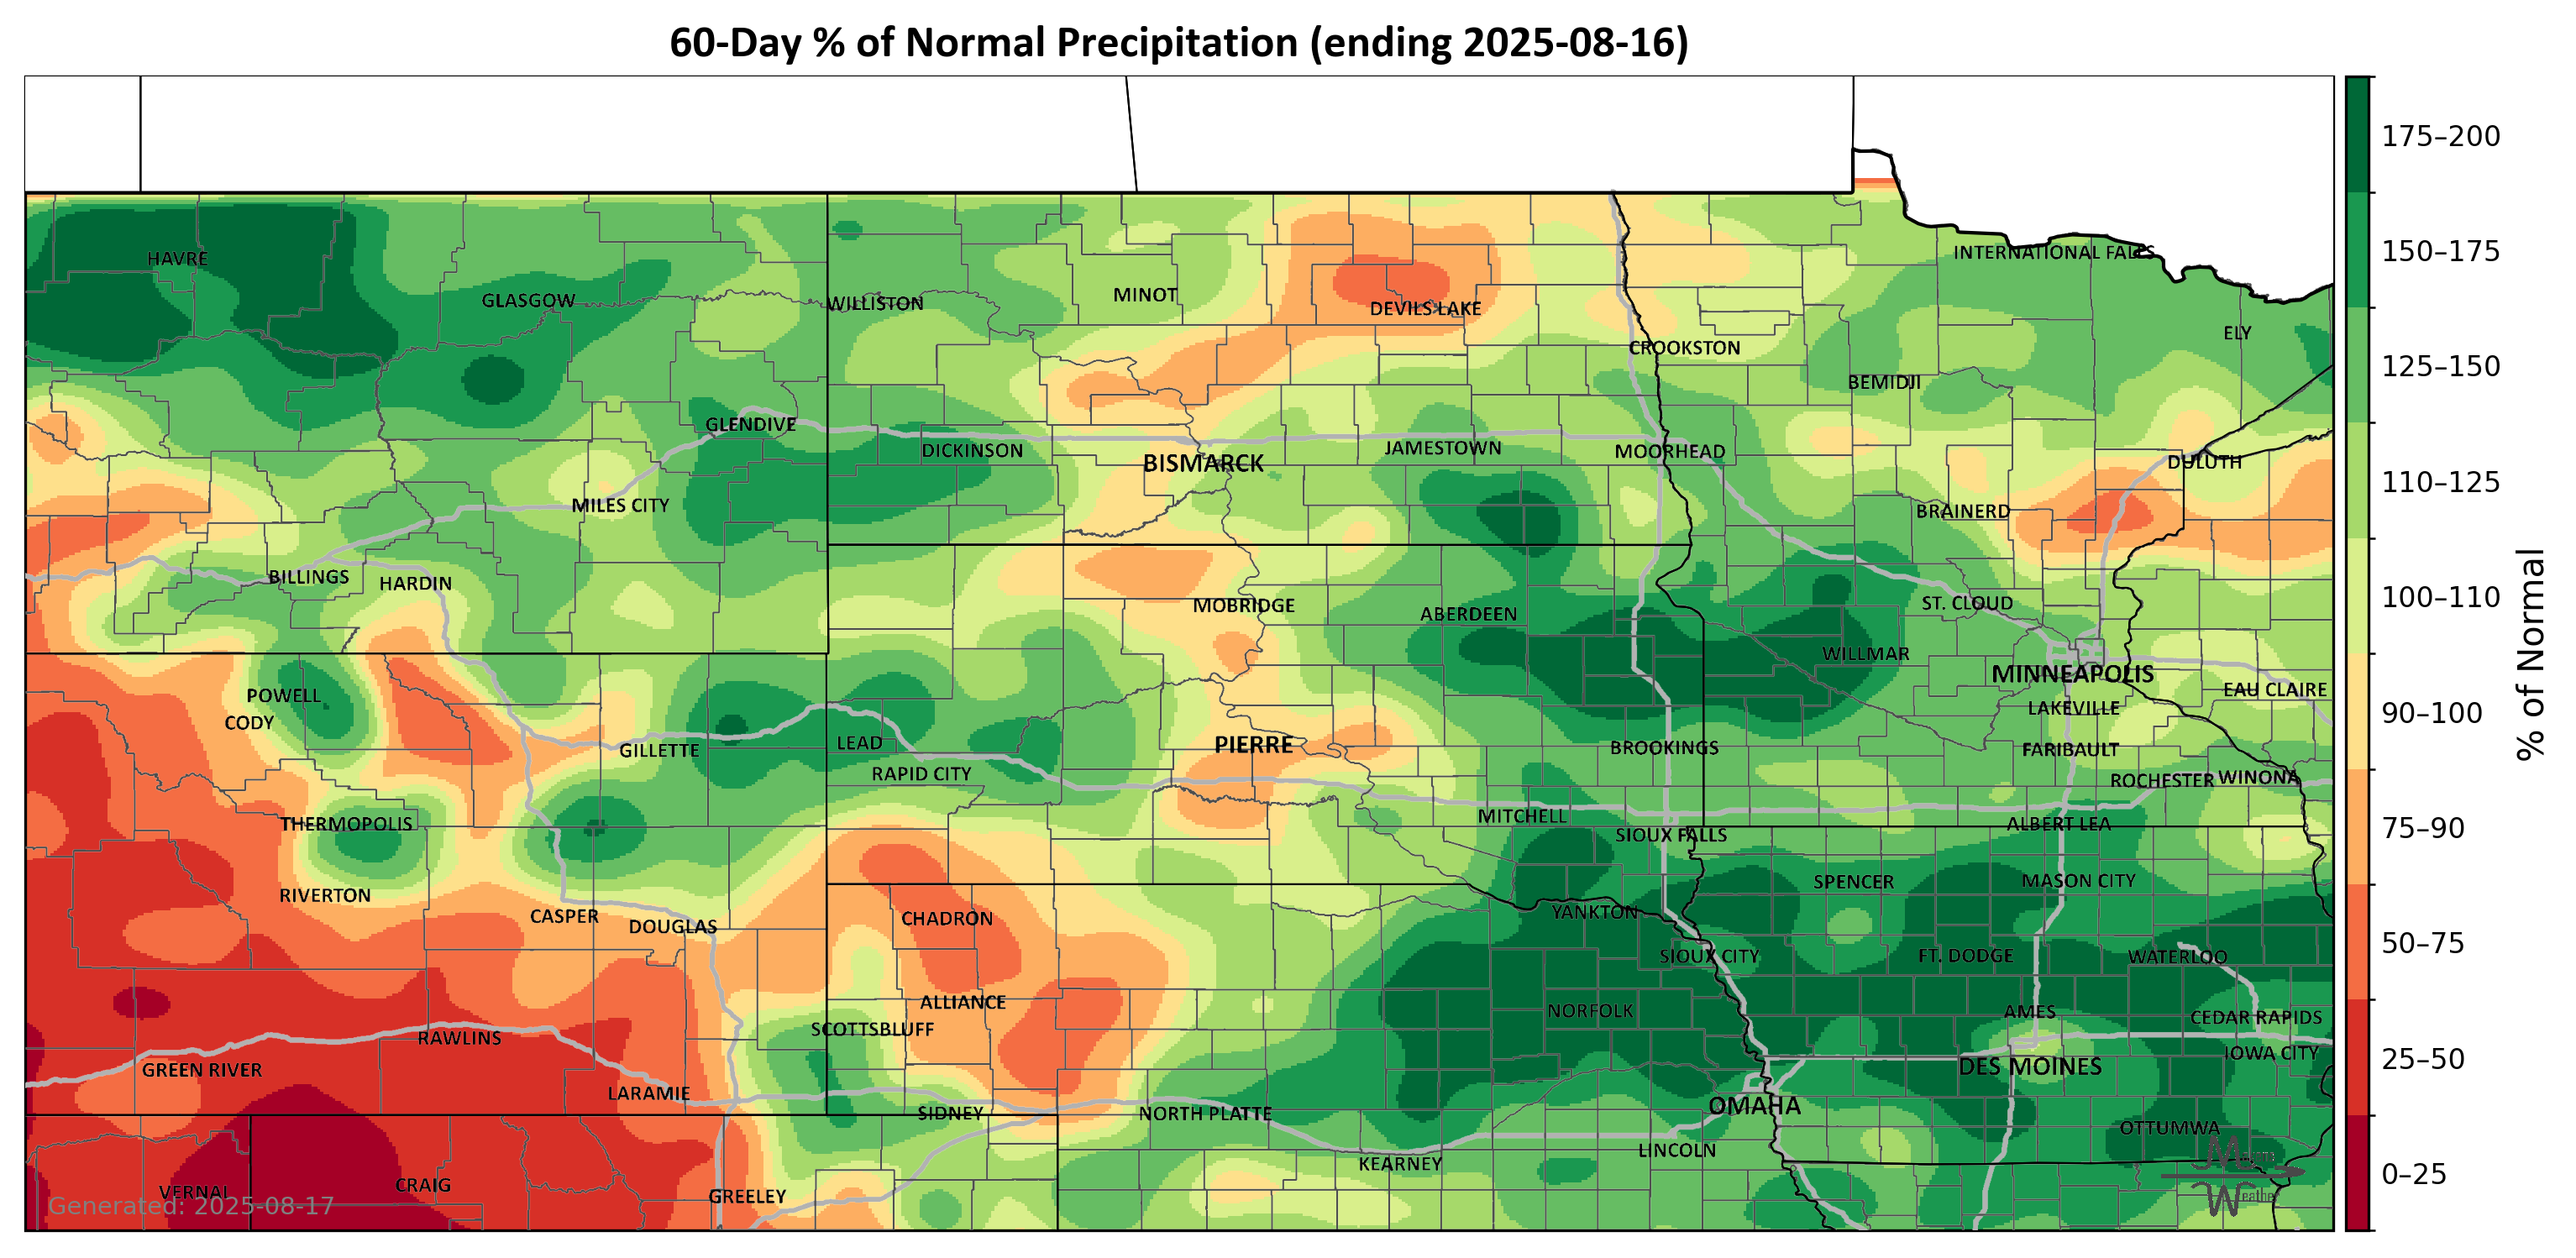 60-Day % of Normal Precipitation (ending 2025-08-16)
175–200
150–175
125–150
110–125
100–110
90–100
75–90
50–75
25–50
0–25
% of Normal
HAVRE
INTERNATIONAL FALLS
GLASGOW
WILLISTON
MINOT
DEVILS LAKE
ELY
CROOKSTON
BEMIDJI
GLENDIVE
DICKINSON
BISMARCK
JAMESTOWN
MOORHEAD
DULUTH
MILES CITY
BRAINERD
BILLINGS
HARDIN
MOBRIDGE
ABERDEEN
ST. CLOUD
WILLMAR
MINNEAPOLIS
POWELL
EAU CLAIRE
CODY
LAKEVILLE
GILLETTE
LEAD
PIERRE
BROOKINGS
FARIBAULT
RAPID CITY
ROCHESTER
WINONA
THERMOPOLIS
MITCHELL
SIOUX FALLS
ALBERT LEA
RIVERTON
SPENCER
MASON CITY
CASPER
DOUGLAS
CHADRON
YANKTON
SIOUX CITY
FT. DODGE
WATERLOO
ALLIANCE
NORFOLK
AMES
CEDAR RAPIDS
SCOTTSBLUFF
RAWLINS
IOWA CITY
GREEN RIVER
DES MOINES
LARAMIE
OMAHA
SIDNEY
NORTH PLATTE
OTTUMWA
LINCOLN
KEARNEY
VERNAL
CRAIG
GREELEY
Generated: 2025-08-17
Weather